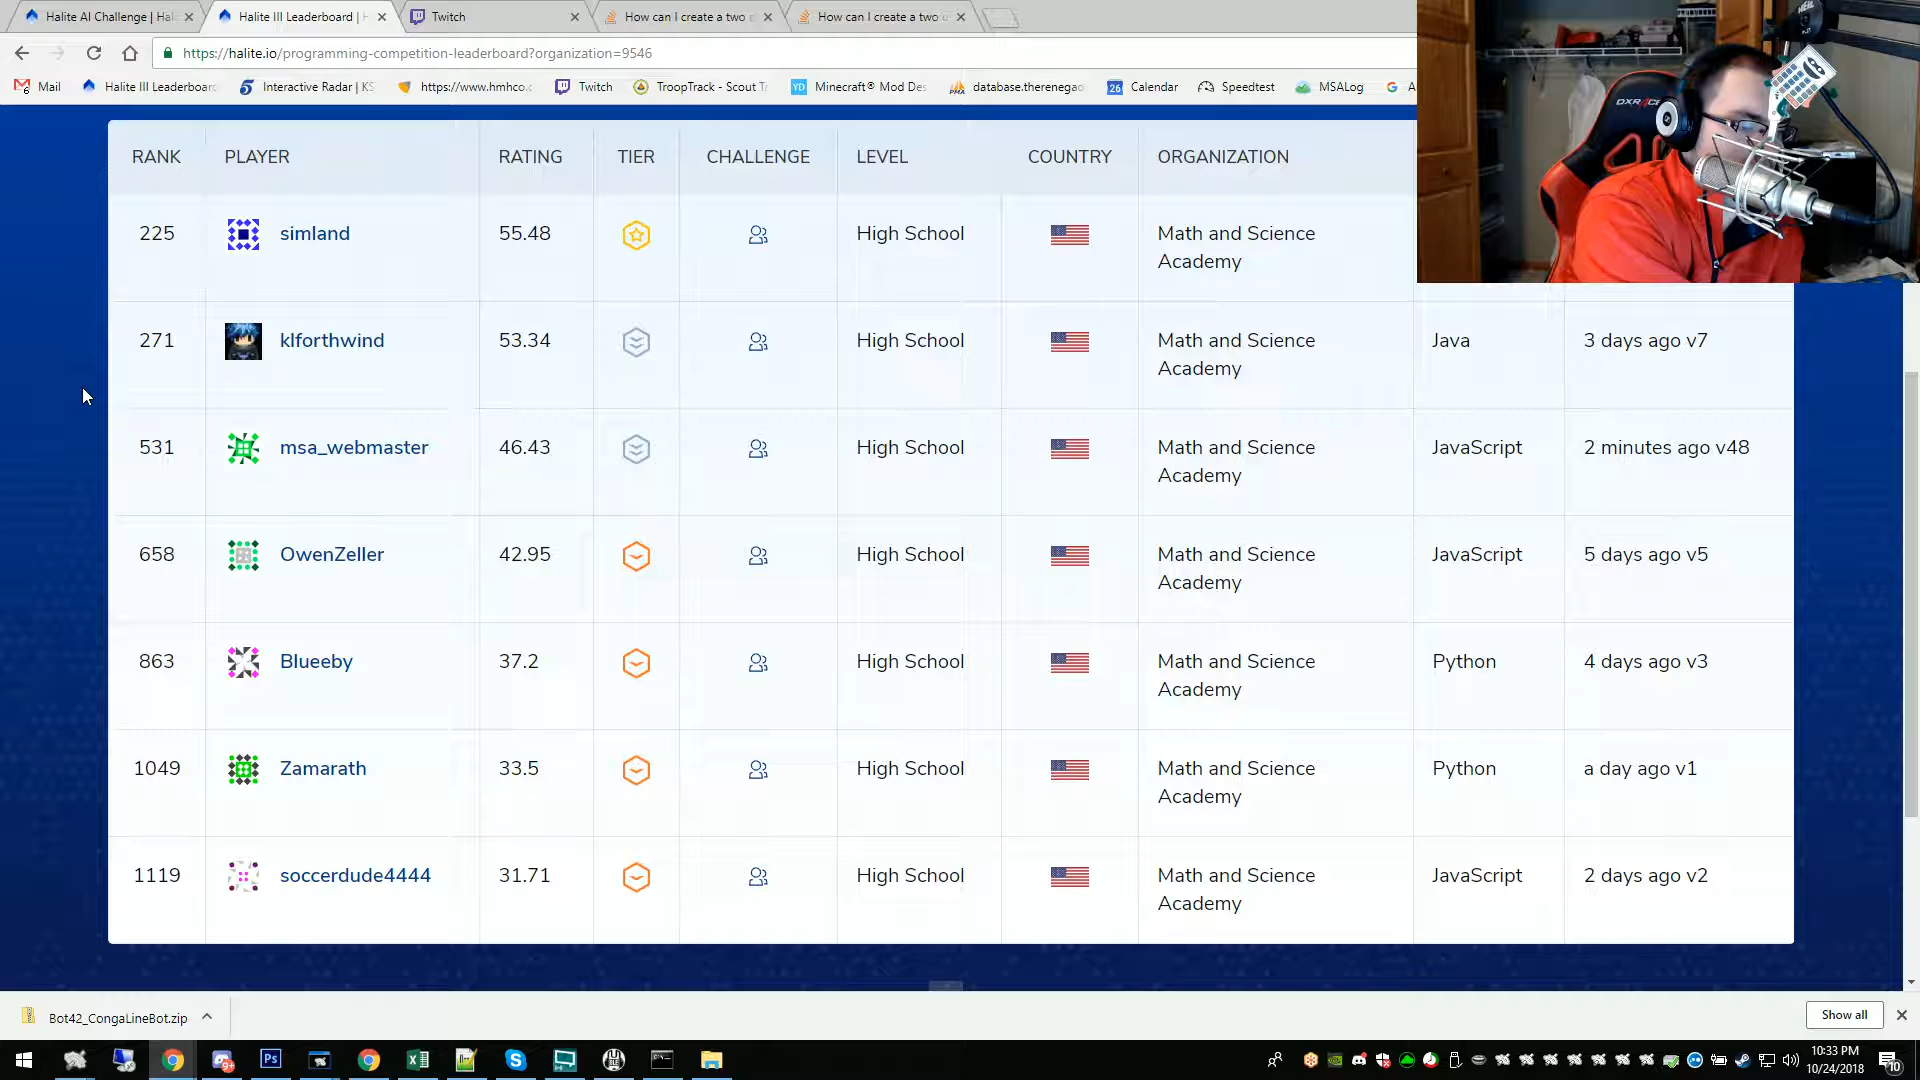 Halite AI Challenge | Hal
Halite III Leaderboard | H
Twitch
How can I create a two
How can I create a two
https://halite.io/programming-competition-leaderboard?organization=9546
Mail
Halite III Leaderboard
Interactive Radar | KS
https://www.hmhco.c
Twitch
TroopTrack - Scout T
Minecraft® Mod Des
database.therenegad
Calendar
Speedtest
MSALog
RANK PLAYER RATING TIER CHALLENGE LEVEL COUNTRY ORGANIZATION
225 simland 55.48 High School Math and Science
Academy
271 klforthwind 53.34 High School Math and Science Java 3 days ago v7
Academy
531 msa_webmaster 46.43 High School Math and Science JavaScript 2 minutes ago v48
Academy
658 OwenZeller 42.95 High School Math and Science JavaScript 5 days ago v5
Academy
863 Blueeby 37.2 High School Math and Science Python 4 days ago v3
Academy
1049 Zamarath 33.5 High School Math and Science Python a day ago v1
Academy
1119 soccerdude4444 31.71 High School Math and Science JavaScript 2 days ago v2
Academy
Bot42_CongaLineBot.zip
Show all
10:33 PM
10/24/2018